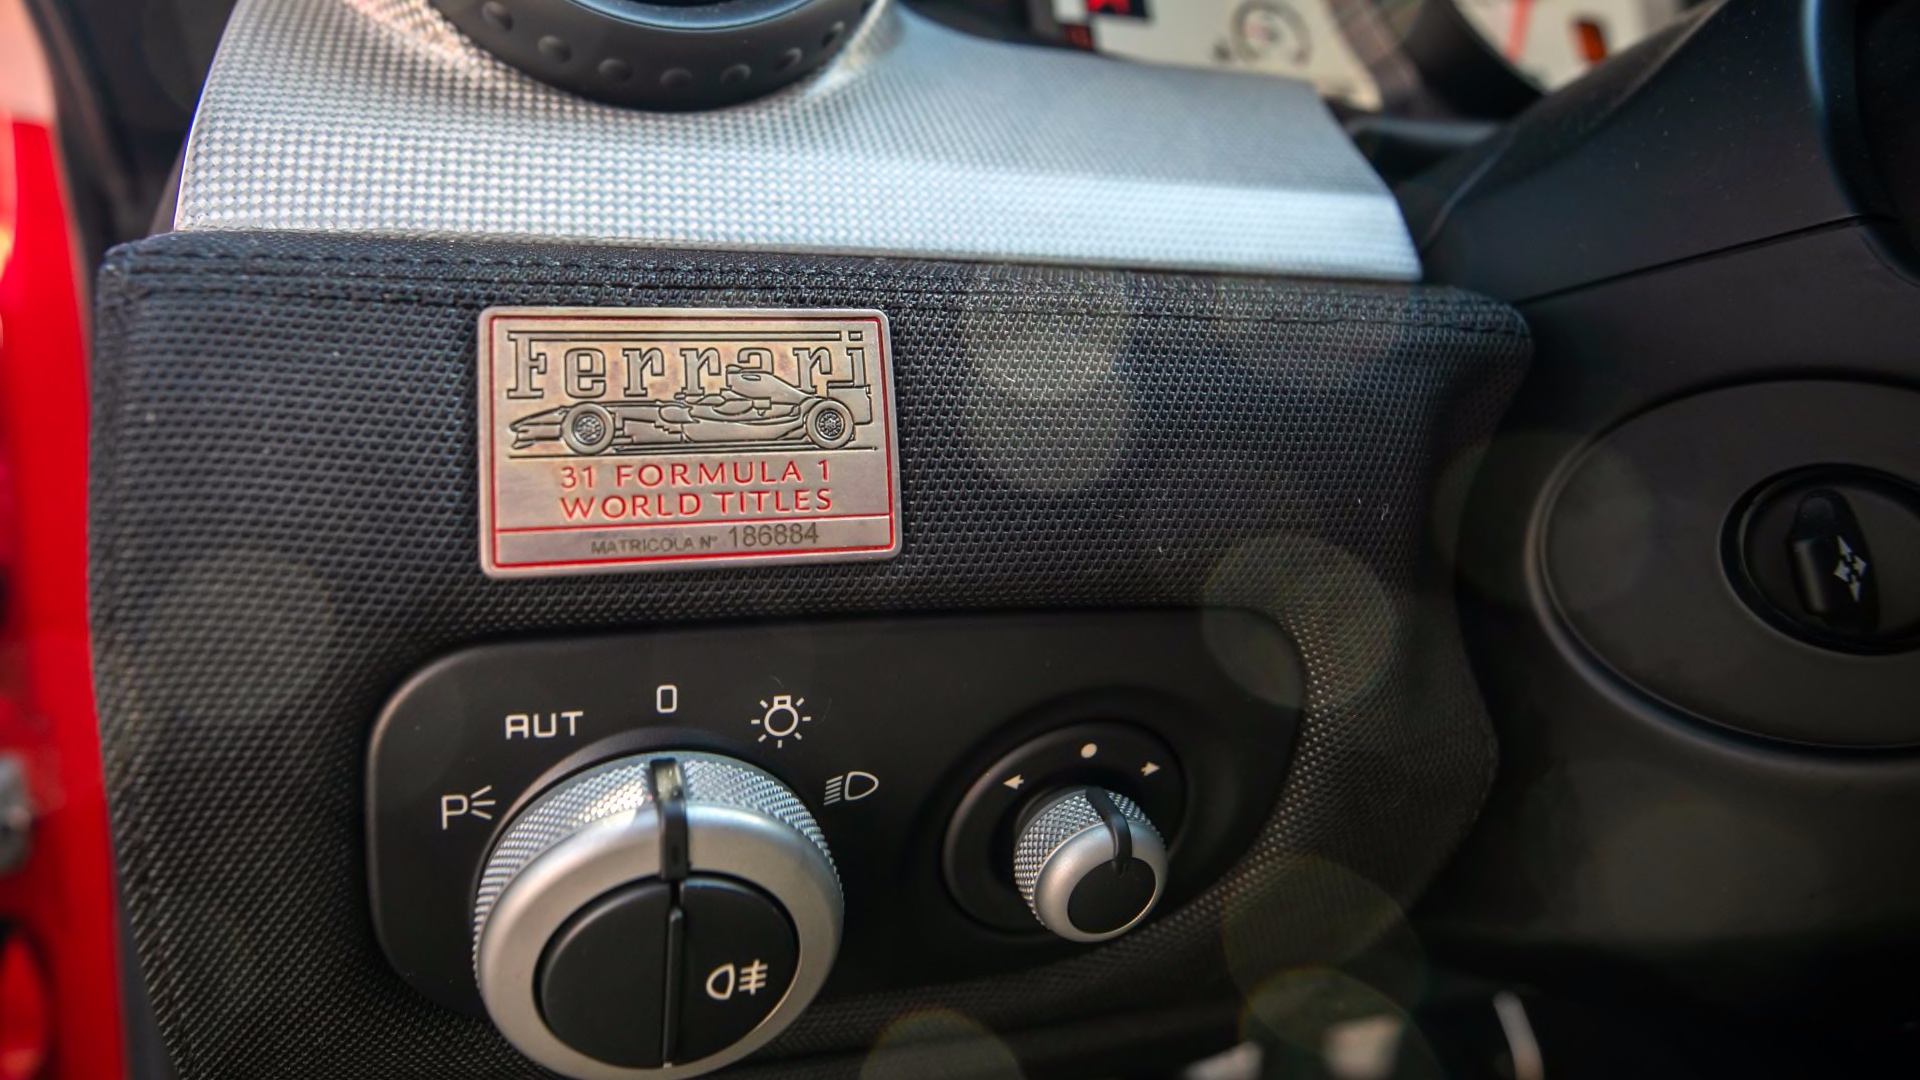 Ferrari
31 FORMULA 1
WORLD TITLES
MATRICOLA N° 186884
AUT
0
P